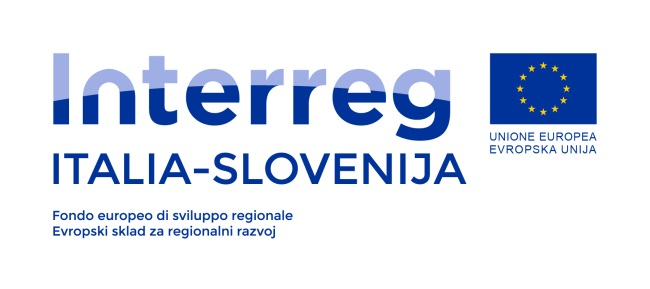 Interreg
UNIONE EUROPEA
EVROPSKA UNIJA
ITALIA-SLOVENIJA
Fondo europeo di sviluppo regionale
Evropski sklad za regionalni razvoj